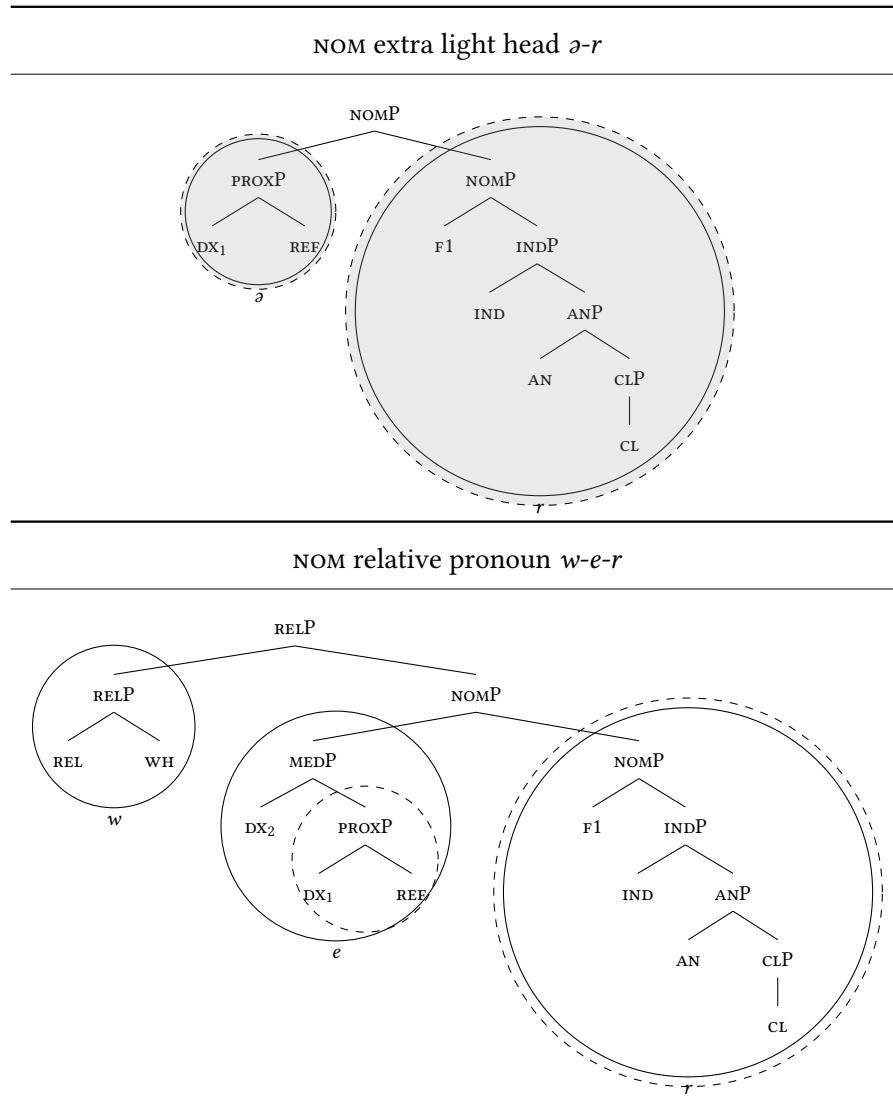 NOM extra light head ə-r
NOMP
PROXP NOMP
DX₁ REF F1 INDP
ə IND ANP
AN CLP
CL
r
NOM relative pronoun w-e-r
RELP
RELP NOMP
REL WH MEDP NOMP
w DX₂ PROXP F1 INDP
DX₁ REF IND ANP
e AN CLP
CL
r